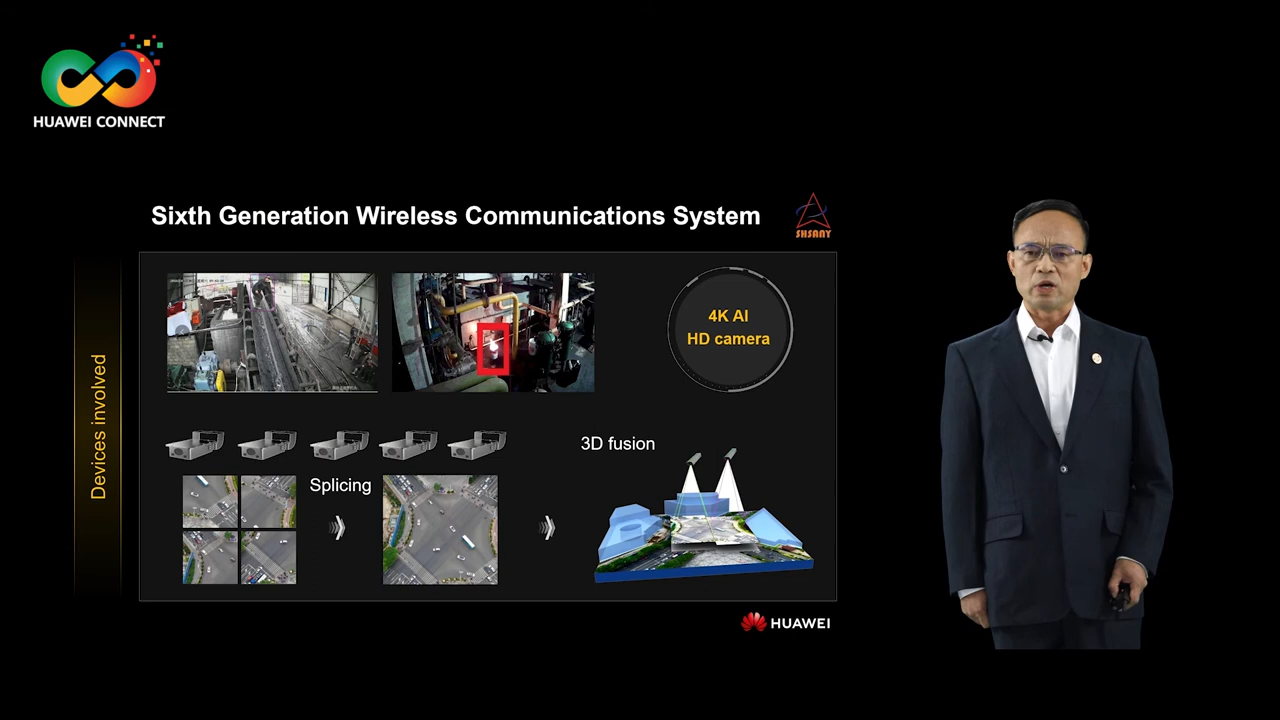 HUAWEI CONNECT
Sixth Generation Wireless Communications System
SHSANY
Devices involved
4K AI
HD camera
3D fusion
Splicing
HUAWEI